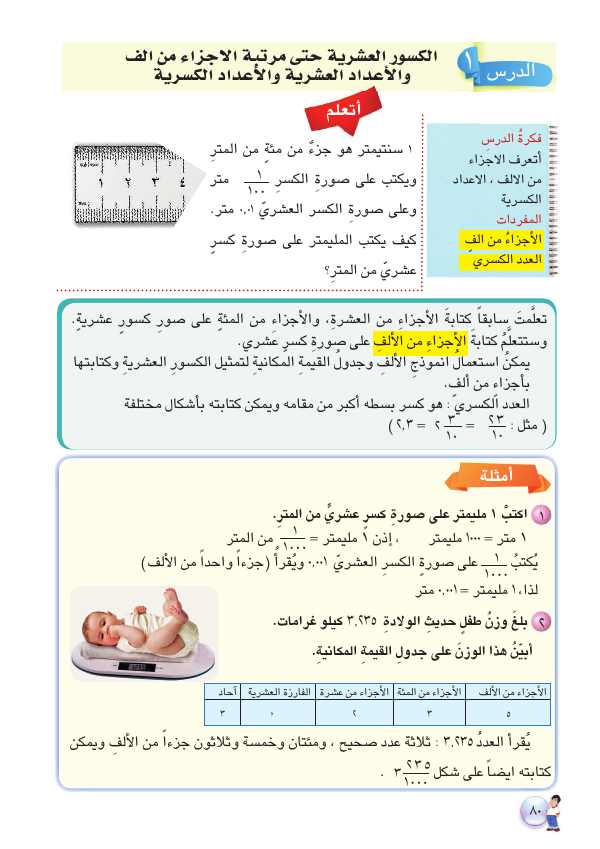 الدرس ١
الكسور العشرية حتى مرتبة الاجزاء من الف
والأعداد العشرية والأعداد الكسرية
فكرةُ الدرسِ
أتعرف الاجزاء
من الالف ، الاعداد
الكسرية
المفردات
الأجزاءُ من الفٍ
العدد الكسري
أتعلم
١ سنتيمتر هو جزءٌ من مئةٍ من المترِ
ويكتب على صورةِ الكسرِ ١/١٠٠ مترٍ
وعلى صورةِ الكسر العشريّ ٠,٠١ متر.
كيف يكتب المليمتر على صورةِ كسرٍ
عشريّ من المترِ؟
١ ٢ ٣ ٤
تعلَّمتَ سابقاً كتابةَ الأجزاءِ من العشرةِ، والأجزاءِ من المئةِ على صورِ كسورٍ عشريةٍ.
وستتعلَّمُ كتابةَ الأجزاءِ من الألفِ على صورةِ كسرٍ عشري.
يمكنُ استعمالُ انموذجِ الألفِ وجدولِ القيمةِ المكانيةِ لتمثيلِ الكسورِ العشريةِ وكتابتها
بأجزاء من ألف.
العدد الكسريّ : هو كسر بسطه أكبر من مقامه ويمكن كتابته بأشكال مختلفة
( مثل : ٢٣/١٠ = ٢ ٣/١٠ = ٢,٣ )
أمثلة
١ اكتبْ ١ مليمتر على صورةِ كسرٍ عشريٍّ من المترِ.
١ متر = ١٠٠٠ مليمتر ، إذن ١ مليمتر = ١/١٠٠٠ من المتر
يُكتبُ ١/١٠٠٠ على صورةِ الكسرِ العشريّ ٠,٠٠١ ويُقرأُ (جزءاً واحداً من الألف)
لذا، ١ مليمتر = ٠,٠٠١ متر
٢ بلغَ وزنُ طفلٍ حديثِ الولادةِ ٣,٢٣٥ كيلو غرامات.
أبيّنُ هذا الوزنَ على جدولِ القيمةِ المكانيةِ.
الأجزاء من الألف الأجزاء من المئة الأجزاء من عشرة الفارزة العشرية آحاد
٥ ٣ ٢ , ٣
يُقرأ العددُ ٣,٢٣٥ : ثلاثة عدد صحيح ، ومئتان وخمسة وثلاثون جزءاً من الألفِ ويمكن
كتابته ايضاً على شكل ٣ ٢٣٥/١٠٠٠ .
٨٠